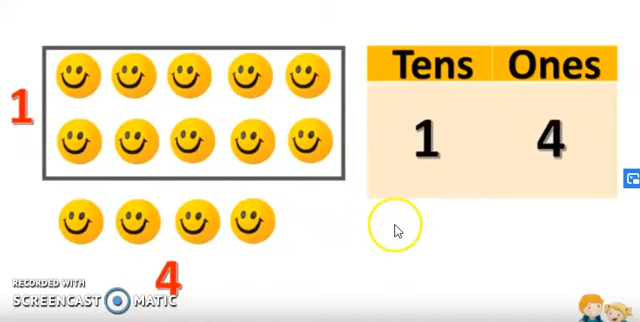 Tens Ones
1
1 4
4
RECORDED WITH
SCREENCAST MATIC